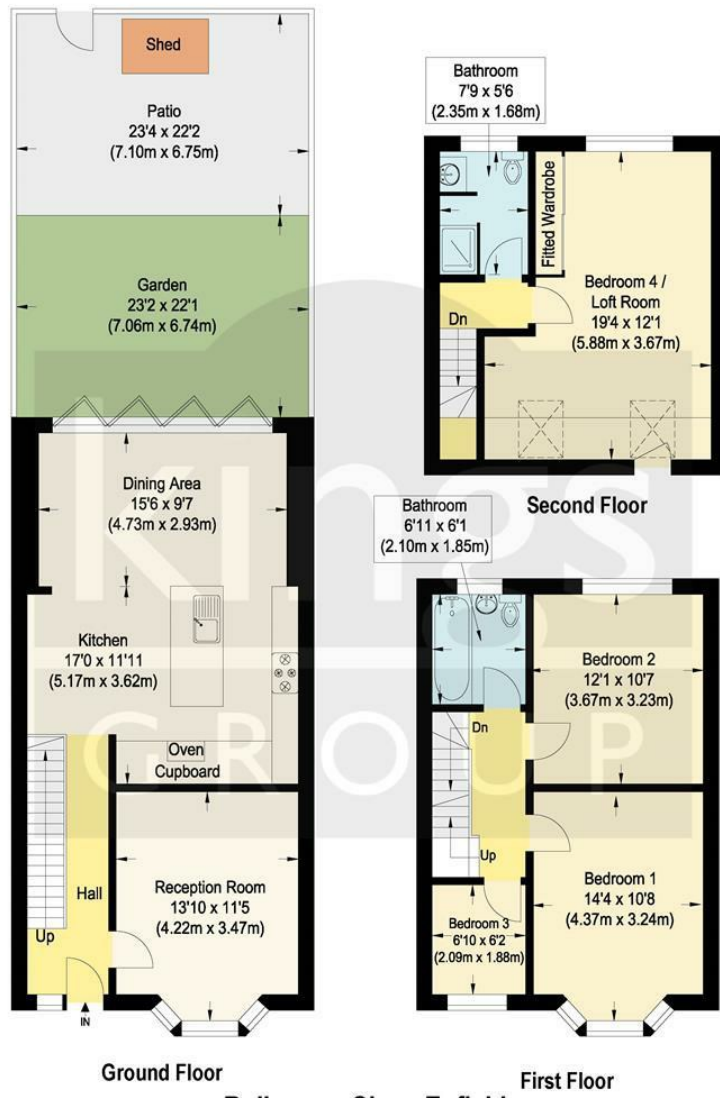 Shed
Patio
23'4 x 22'2
(7.10m x 6.75m)
Garden
23'2 x 22'1
(7.06m x 6.74m)
Dining Area
15'6 x 9'7
(4.73m x 2.93m)
Kitchen
17'0 x 11'11
(5.17m x 3.62m)
Oven
Cupboard
Hall
Up
Reception Room
13'10 x 11'5
(4.22m x 3.47m)
IN
Ground Floor
Bathroom
7'9 x 5'6
(2.35m x 1.68m)
Fitted Wardrobe
Bedroom 4 /
Loft Room
19'4 x 12'1
(5.88m x 3.67m)
Dn
Second Floor
Bathroom
6'11 x 6'1
(2.10m x 1.85m)
Bedroom 2
12'1 x 10'7
(3.67m x 3.23m)
Dn
Up
Bedroom 1
14'4 x 10'8
(4.37m x 3.24m)
Bedroom 3
6'10 x 6'2
(2.09m x 1.88m)
First Floor
kings
GROUP